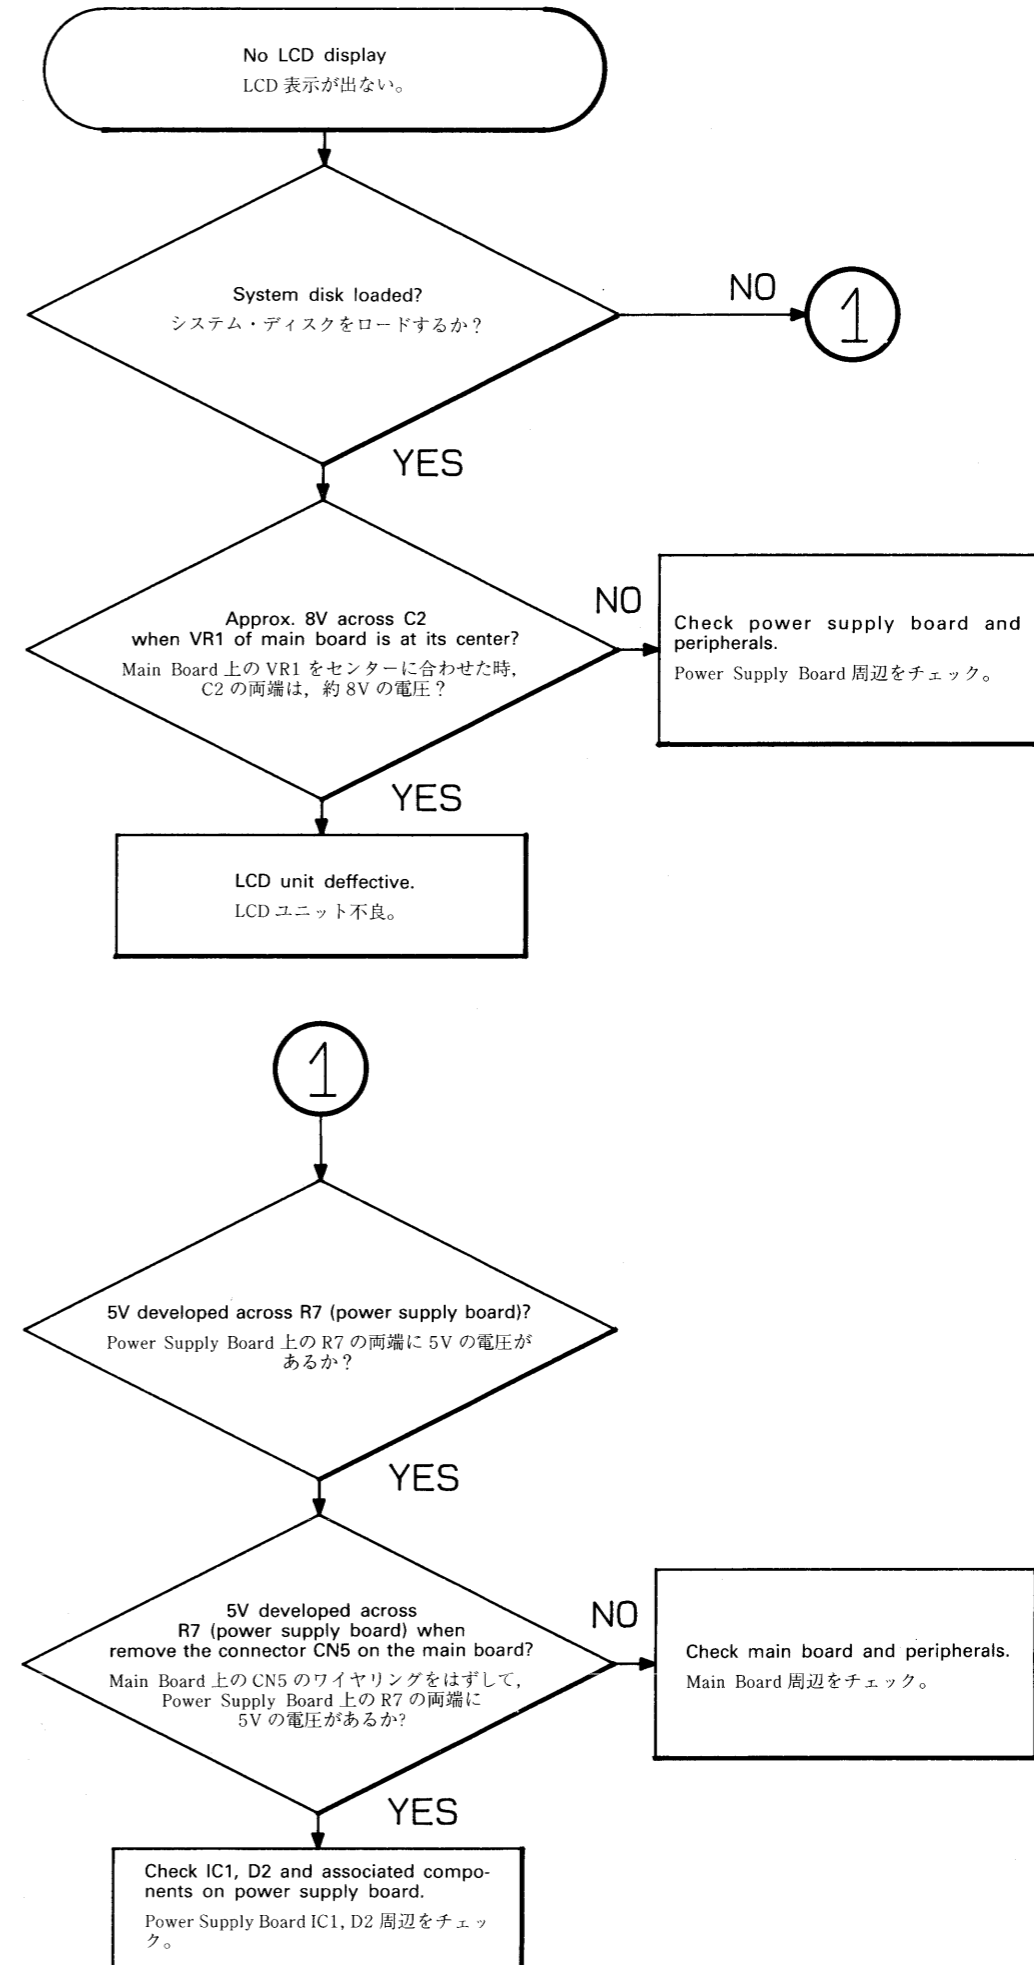 No LCD display
LCD 表示が出ない。
System disk loaded?
システム・ディスクをロードするか？
NO
1
YES
Approx. 8V across C2
when VR1 of main board is at its center?
Main Board 上の VR1 をセンターに合わせた時,
C2 の両端は, 約 8V の電圧？
NO
Check power supply board and
peripherals.
Power Supply Board 周辺をチェック。
YES
LCD unit deffective.
LCD ユニット不良。
1
5V developed across R7 (power supply board)?
Power Supply Board 上の R7 の両端に 5V の電圧が
あるか？
YES
5V developed across
R7 (power supply board) when
remove the connector CN5 on the main board?
Main Board 上の CN5 のワイヤリングをはずして,
Power Supply Board 上の R7 の両端に
5V の電圧があるか?
NO
Check main board and peripherals.
Main Board 周辺をチェック。
YES
Check IC1, D2 and associated compo-
nents on power supply board.
Power Supply Board IC1, D2 周辺をチェッ
ク。